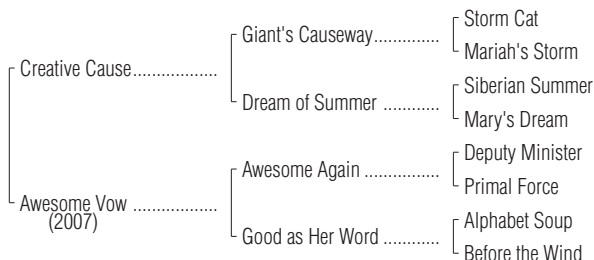 Storm Cat
Giant's Causeway..............
Mariah's Storm
Creative Cause..................
Siberian Summer
Dream of Summer ............
Mary's Dream
Deputy Minister
Awesome Again ................
Primal Force
Awesome Vow ..................
(2007)
Alphabet Soup
Good as Her Word ............
Before the Wind